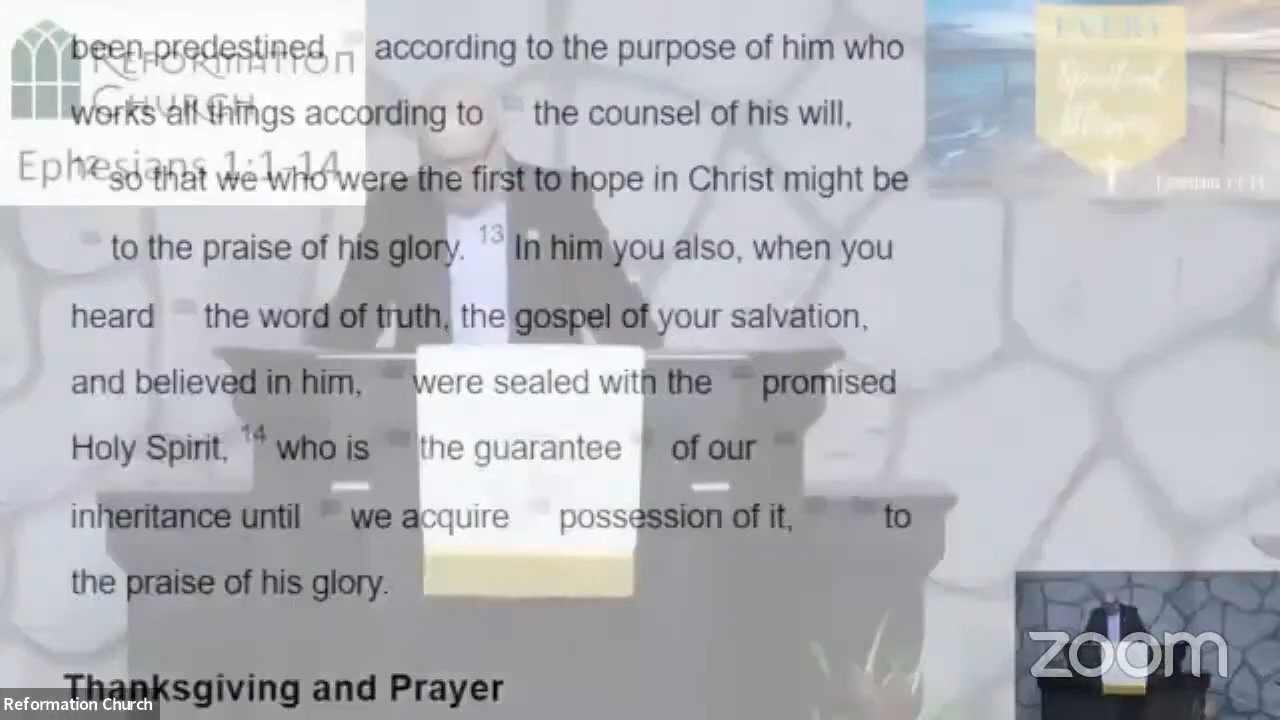 REFORMATION
CHURCH
Ephesians 1:1-14
been predestined according to the purpose of him who
works all things according to the counsel of his will,
12 so that we who were the first to hope in Christ might be
to the praise of his glory. 13 In him you also, when you
heard the word of truth, the gospel of your salvation,
and believed in him, were sealed with the promised
Holy Spirit, 14 who is the guarantee of our
inheritance until we acquire possession of it, to
the praise of his glory.
Thanksgiving and Prayer
EVERY
Spiritual
Blessing
zoom
Reformation Church